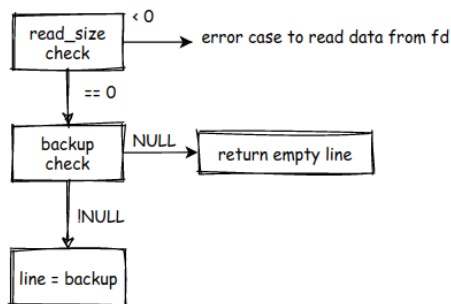 read_size
check
< 0
error case to read data from fd
== 0
backup
check
NULL
return empty line
!NULL
line = backup